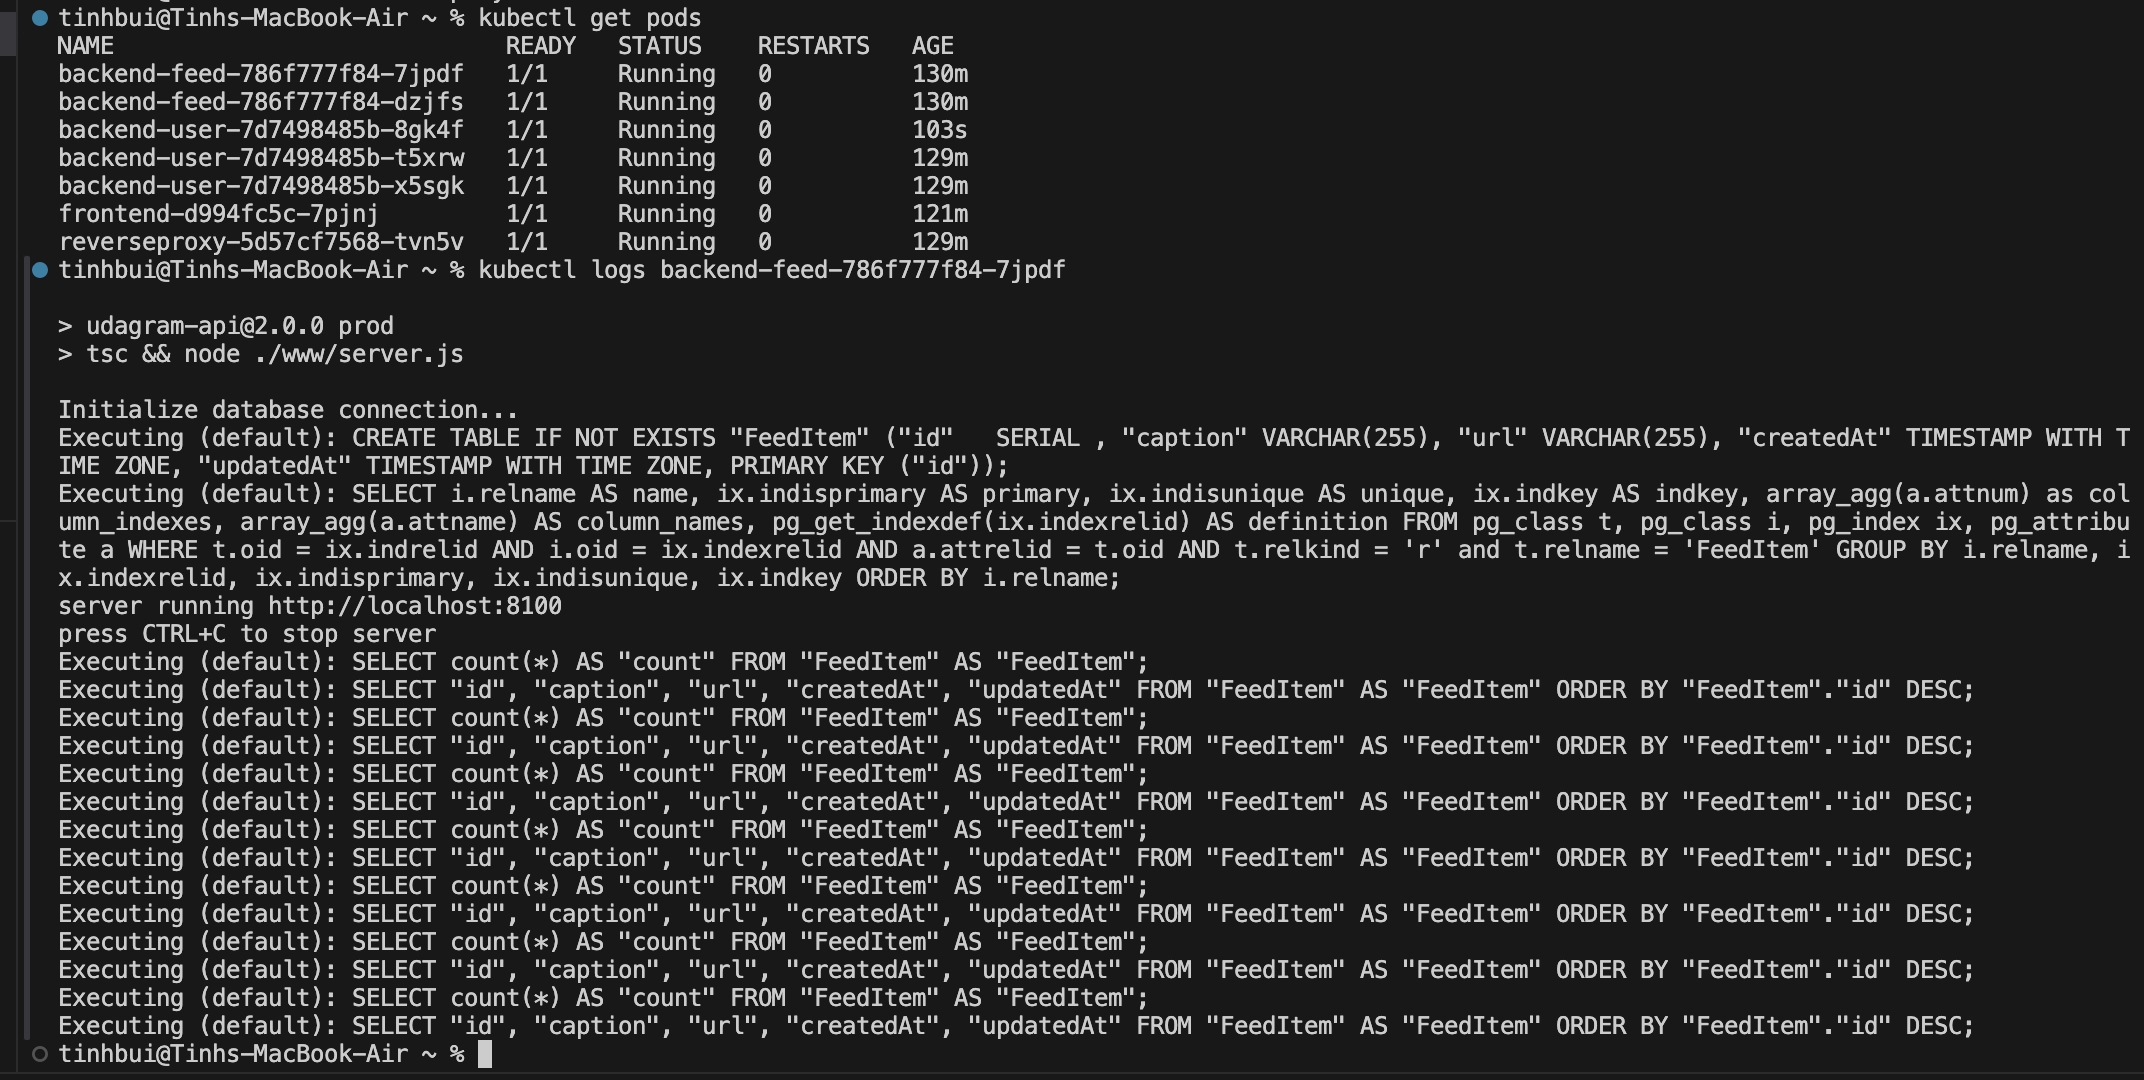 tinhbui@Tinhs-MacBook-Air ~ % kubectl get pods
NAME                            READY   STATUS    RESTARTS   AGE
backend-feed-786f777f84-7jpdf   1/1     Running   0          130m
backend-feed-786f777f84-dzjfs   1/1     Running   0          130m
backend-user-7d7498485b-8gk4f   1/1     Running   0          103s
backend-user-7d7498485b-t5xrw   1/1     Running   0          129m
backend-user-7d7498485b-x5sgk   1/1     Running   0          129m
frontend-d994fc5c-7pjnj         1/1     Running   0          121m
reverseproxy-5d57cf7568-tvn5v   1/1     Running   0          129m
tinhbui@Tinhs-MacBook-Air ~ % kubectl logs backend-feed-786f777f84-7jpdf
> udagram-api@2.0.0 prod
> tsc && node ./www/server.js
Initialize database connection...
Executing (default): CREATE TABLE IF NOT EXISTS "FeedItem" ("id"   SERIAL , "caption" VARCHAR(255), "url" VARCHAR(255), "createdAt" TIMESTAMP WITH T
IME ZONE, "updatedAt" TIMESTAMP WITH TIME ZONE, PRIMARY KEY ("id"));
Executing (default): SELECT i.relname AS name, ix.indisprimary AS primary, ix.indisunique AS unique, ix.indkey AS indkey, array_agg(a.attnum) as col
umn_indexes, array_agg(a.attname) AS column_names, pg_get_indexdef(ix.indexrelid) AS definition FROM pg_class t, pg_class i, pg_index ix, pg_attribu
te a WHERE t.oid = ix.indrelid AND i.oid = ix.indexrelid AND a.attrelid = t.oid AND t.relkind = 'r' and t.relname = 'FeedItem' GROUP BY i.relname, i
x.indexrelid, ix.indisprimary, ix.indisunique, ix.indkey ORDER BY i.relname;
server running http://localhost:8100
press CTRL+C to stop server
Executing (default): SELECT count(*) AS "count" FROM "FeedItem" AS "FeedItem";
Executing (default): SELECT "id", "caption", "url", "createdAt", "updatedAt" FROM "FeedItem" AS "FeedItem" ORDER BY "FeedItem"."id" DESC;
Executing (default): SELECT count(*) AS "count" FROM "FeedItem" AS "FeedItem";
Executing (default): SELECT "id", "caption", "url", "createdAt", "updatedAt" FROM "FeedItem" AS "FeedItem" ORDER BY "FeedItem"."id" DESC;
Executing (default): SELECT count(*) AS "count" FROM "FeedItem" AS "FeedItem";
Executing (default): SELECT "id", "caption", "url", "createdAt", "updatedAt" FROM "FeedItem" AS "FeedItem" ORDER BY "FeedItem"."id" DESC;
Executing (default): SELECT count(*) AS "count" FROM "FeedItem" AS "FeedItem";
Executing (default): SELECT "id", "caption", "url", "createdAt", "updatedAt" FROM "FeedItem" AS "FeedItem" ORDER BY "FeedItem"."id" DESC;
Executing (default): SELECT count(*) AS "count" FROM "FeedItem" AS "FeedItem";
Executing (default): SELECT "id", "caption", "url", "createdAt", "updatedAt" FROM "FeedItem" AS "FeedItem" ORDER BY "FeedItem"."id" DESC;
Executing (default): SELECT count(*) AS "count" FROM "FeedItem" AS "FeedItem";
Executing (default): SELECT "id", "caption", "url", "createdAt", "updatedAt" FROM "FeedItem" AS "FeedItem" ORDER BY "FeedItem"."id" DESC;
Executing (default): SELECT count(*) AS "count" FROM "FeedItem" AS "FeedItem";
Executing (default): SELECT "id", "caption", "url", "createdAt", "updatedAt" FROM "FeedItem" AS "FeedItem" ORDER BY "FeedItem"."id" DESC;
tinhbui@Tinhs-MacBook-Air ~ %